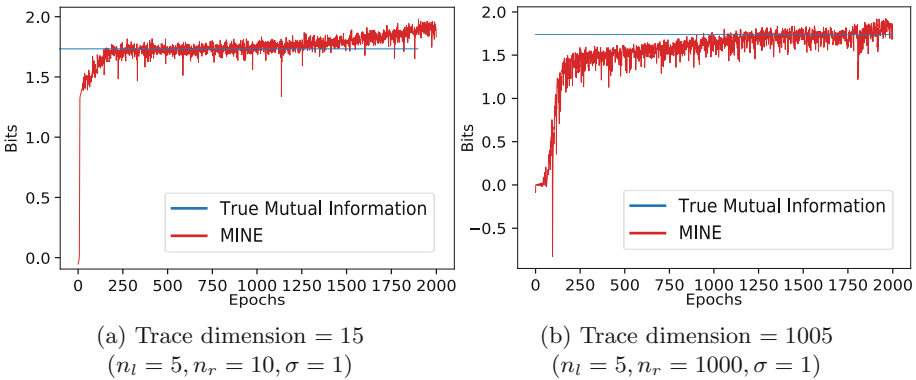 2.0
1.5
1.0
0.5
0.0
Bits
True Mutual Information
MINE
0 250 500 750 1000 1250 1500 1750 2000
Epochs
(a) Trace dimension = 15
(n_l = 5, n_r = 10, σ = 1)
2.0
1.5
1.0
0.5
0.0
−0.5
Bits
True Mutual Information
MINE
0 250 500 750 1000 1250 1500 1750 2000
Epochs
(b) Trace dimension = 1005
(n_l = 5, n_r = 1000, σ = 1)